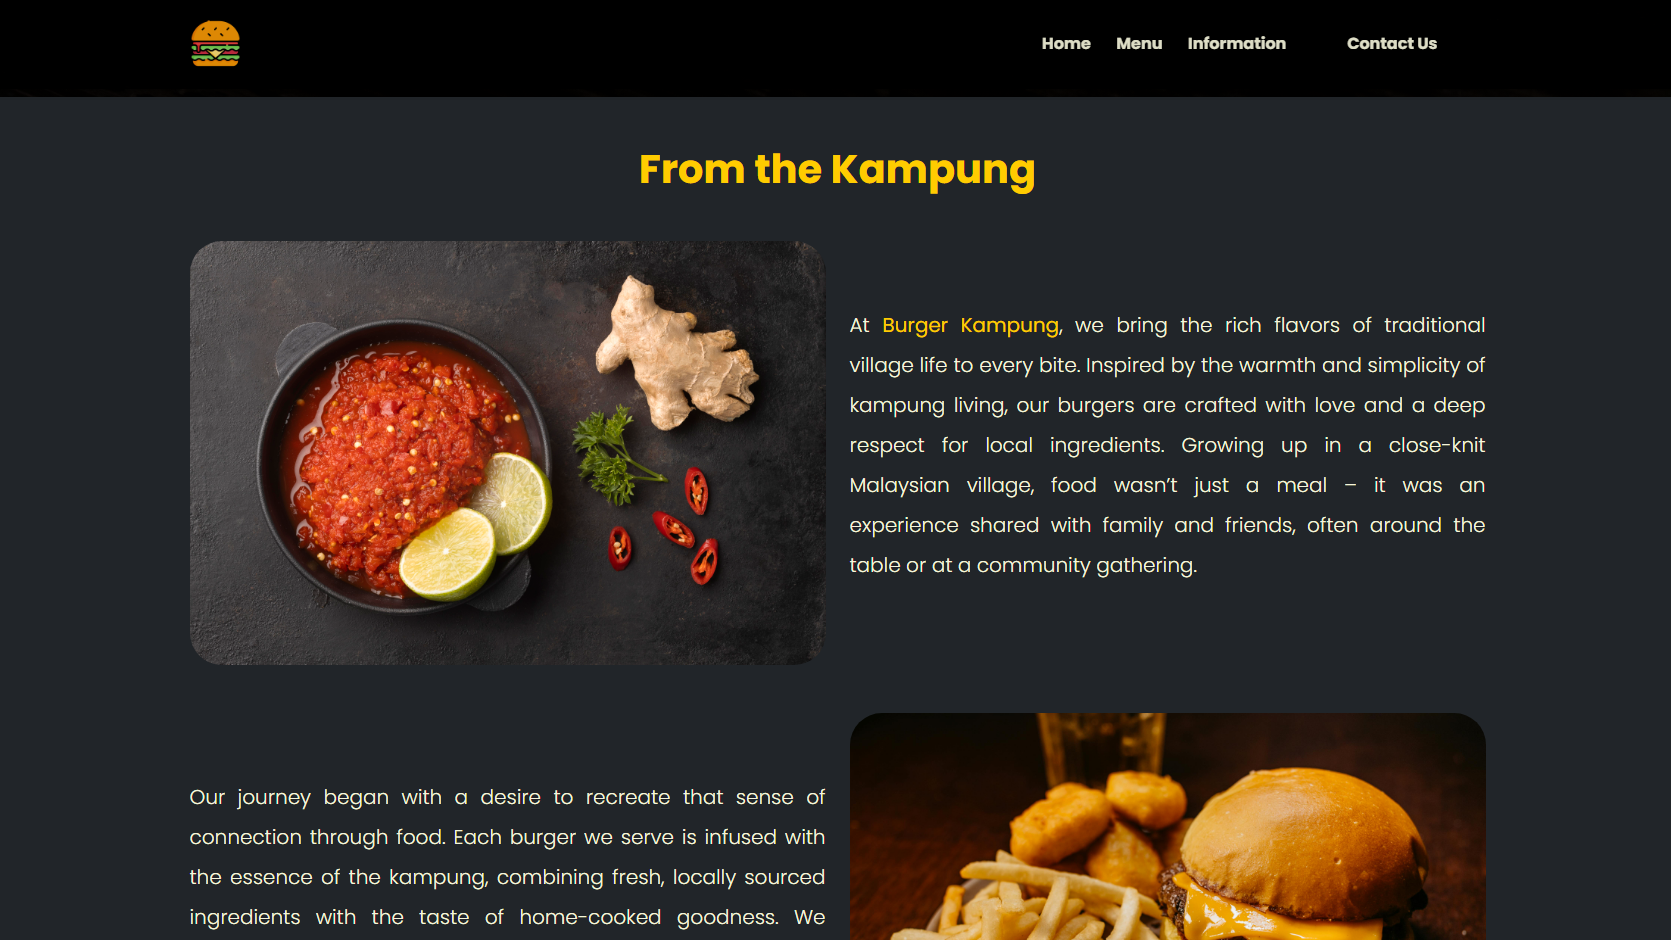 Home Menu Information Contact Us
From the Kampung
At Burger Kampung, we bring the rich flavors of traditional
village life to every bite. Inspired by the warmth and simplicity of
kampung living, our burgers are crafted with love and a deep
respect for local ingredients. Growing up in a close-knit
Malaysian village, food wasn’t just a meal – it was an
experience shared with family and friends, often around the
table or at a community gathering.
Our journey began with a desire to recreate that sense of
connection through food. Each burger we serve is infused with
the essence of the kampung, combining fresh, locally sourced
ingredients with the taste of home-cooked goodness. We